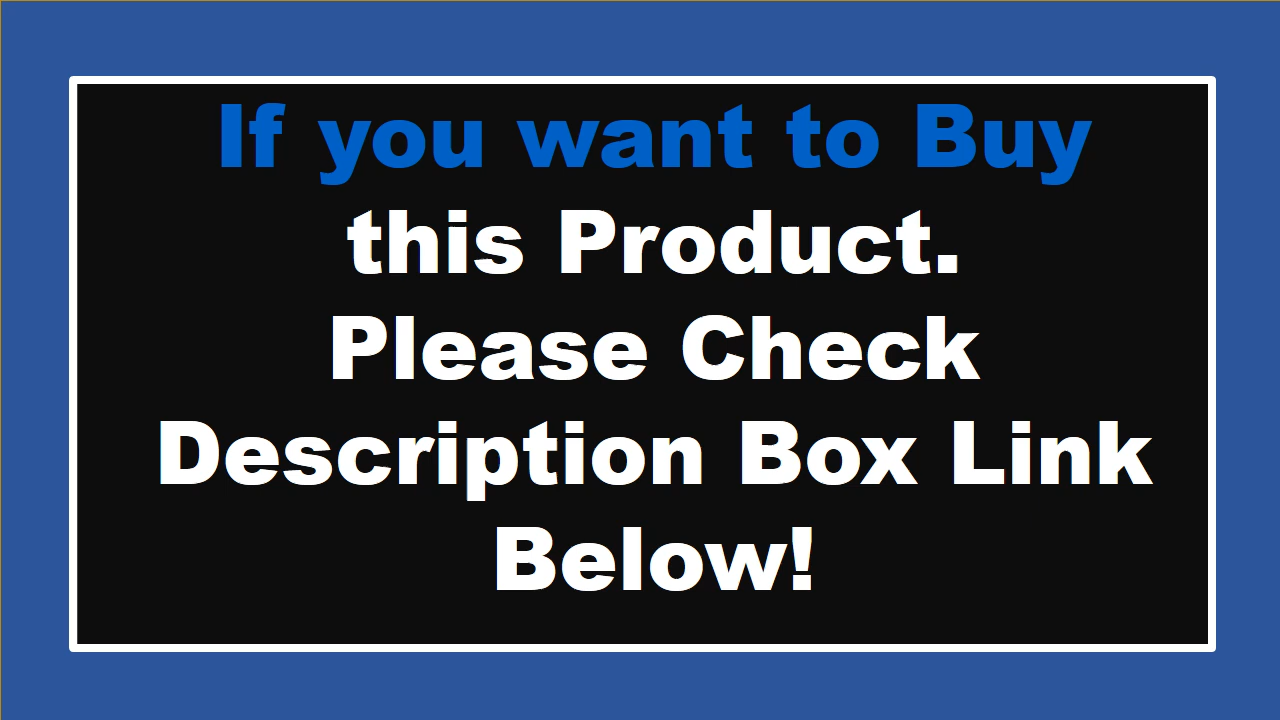 If you want to Buy
this Product.
Please Check
Description Box Link
Below!